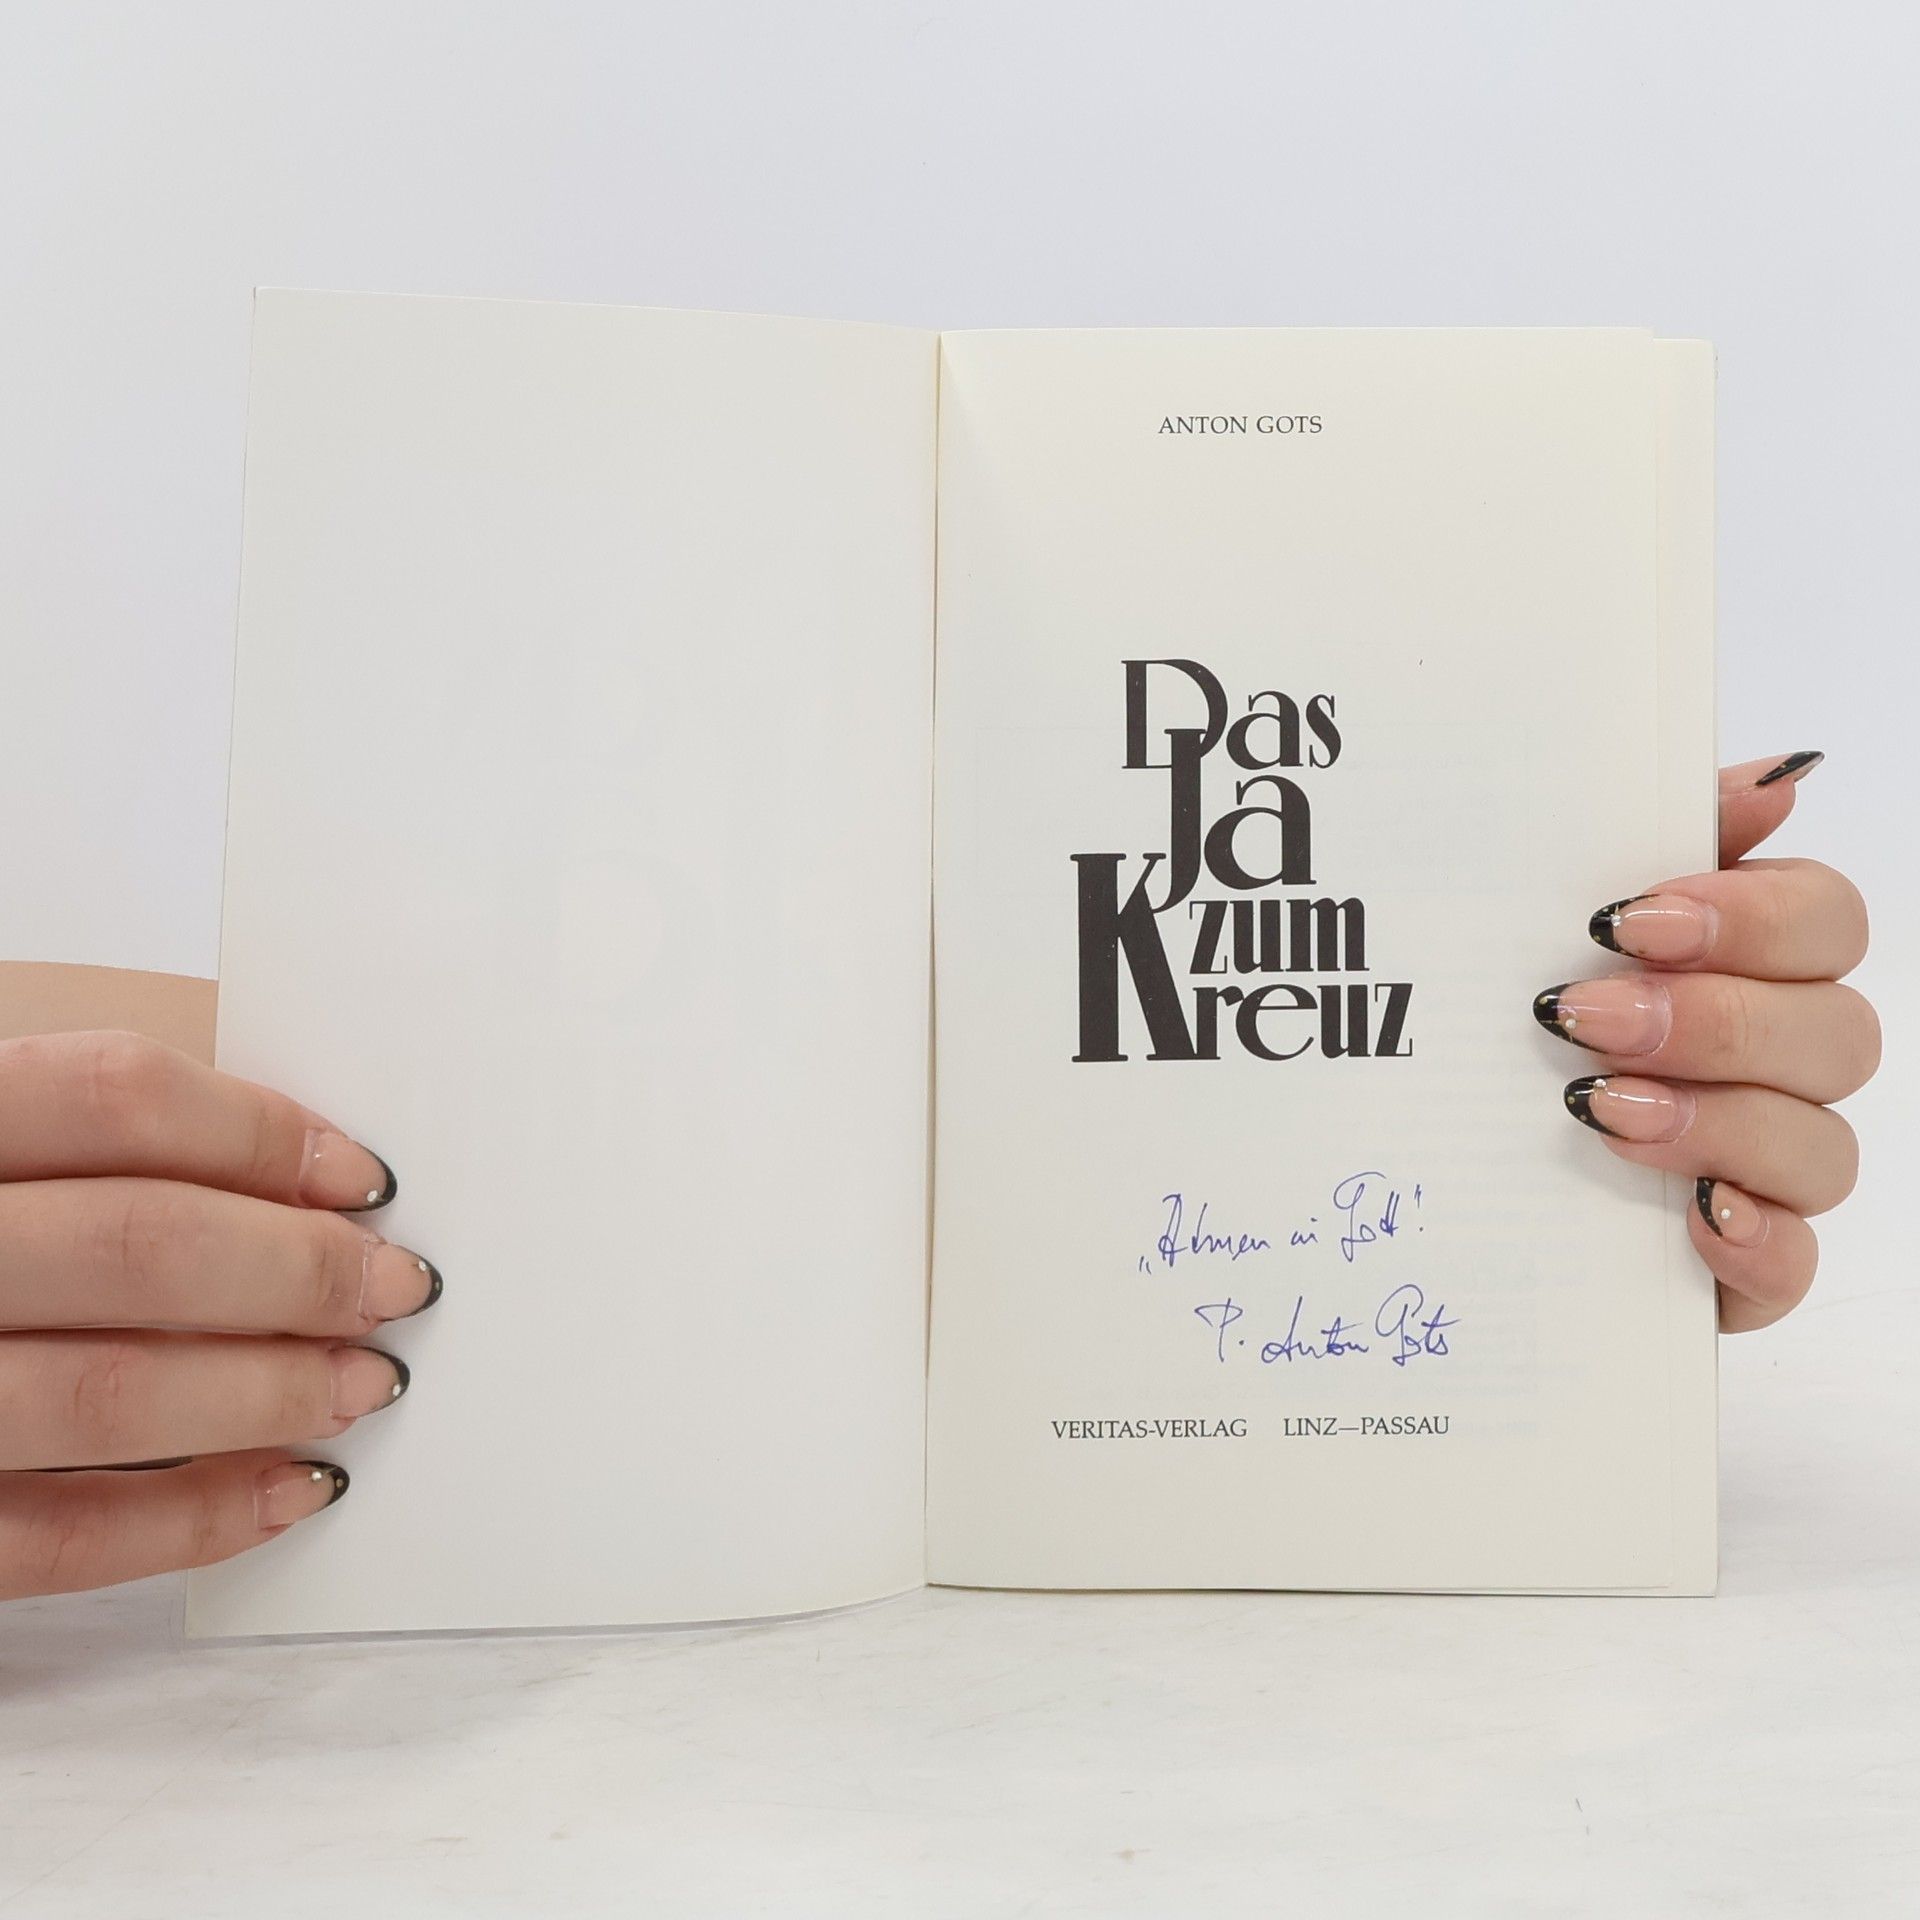 ANTON GOTS
Das
Ja
zum
Kreuz
„Atmen in Gott“!
P. Anton Gots
VERITAS-VERLAG LINZ—PASSAU